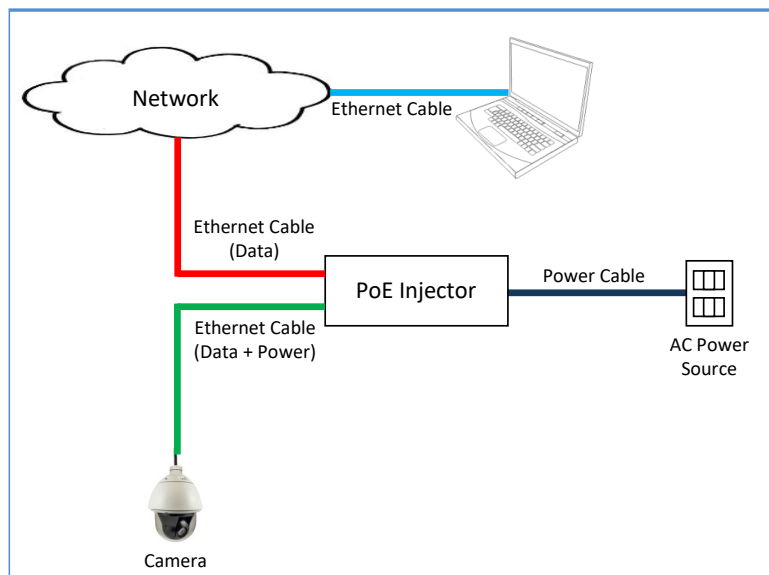 Network
Ethernet Cable
Ethernet Cable
(Data)
PoE Injector
Power Cable
Ethernet Cable
(Data + Power)
AC Power
Source
Camera